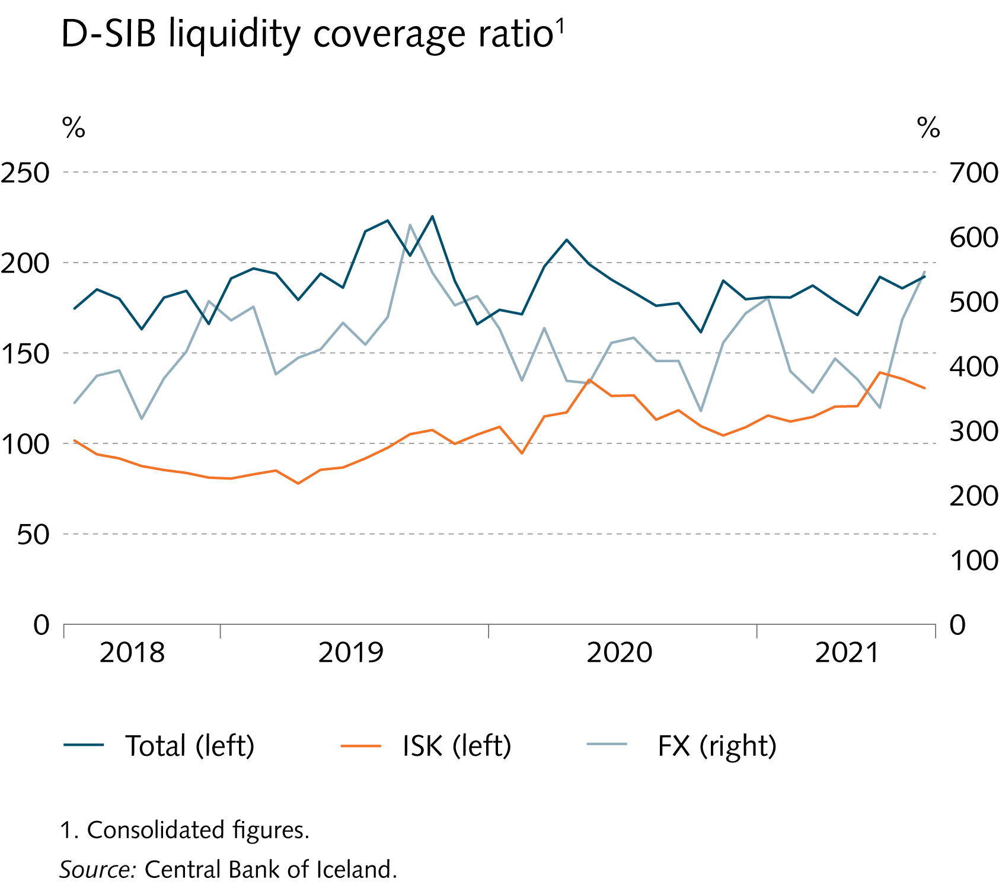 D-SIB liquidity coverage ratio¹
% %
250 700
600
200
500
150
400
100
300
200
50
100
0 0
2018 2019 2020 2021
Total (left) ISK (left) FX (right)
1. Consolidated figures.
Source: Central Bank of Iceland.